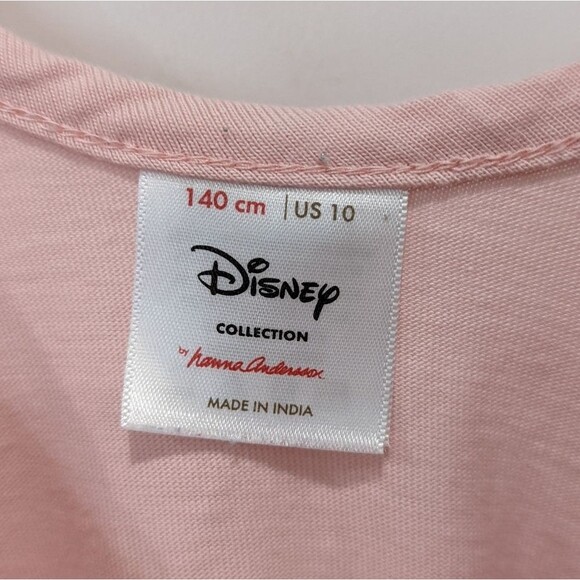 140 cm | US 10
Disney
COLLECTION
by hanna andersson
MADE IN INDIA